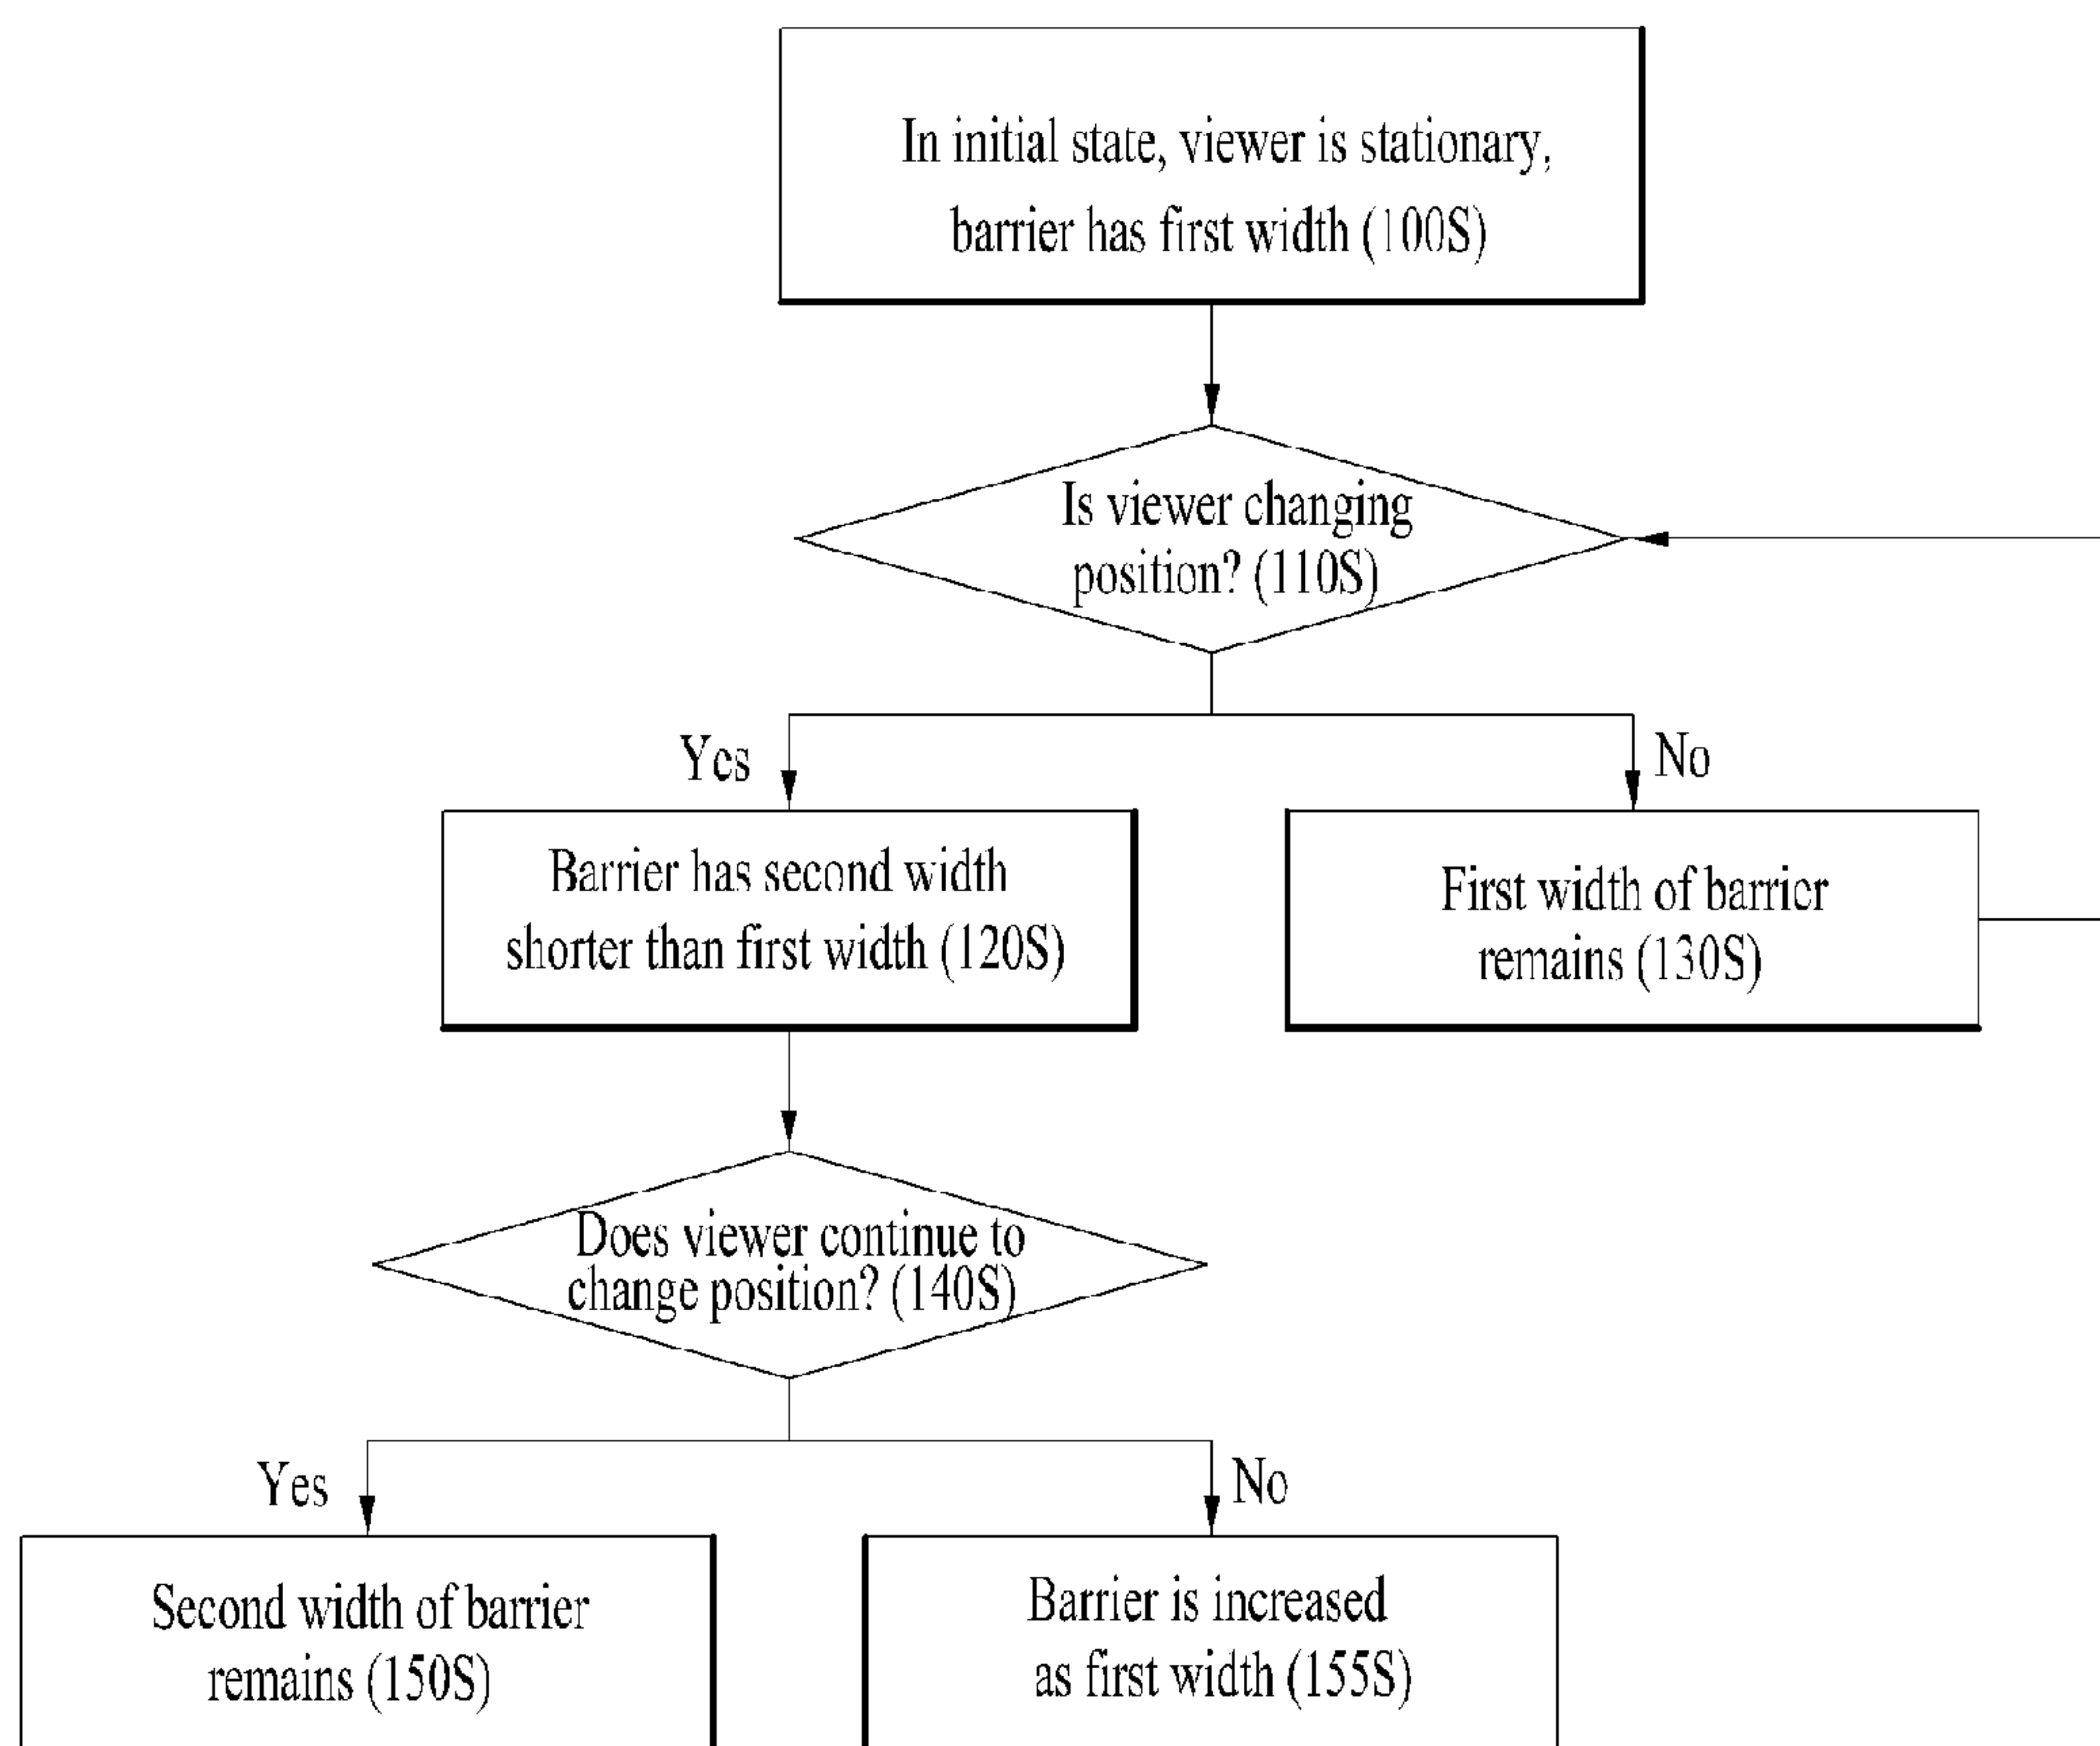 In initial state, viewer is stationary,
barrier has first width (100S)
Is viewer changing
position? (110S)
Yes
No
Barrier has second width
shorter than first width (120S)
First width of barrier
remains (130S)
Does viewer continue to
change position? (140S)
Yes
No
Second width of barrier
remains (150S)
Barrier is increased
as first width (155S)